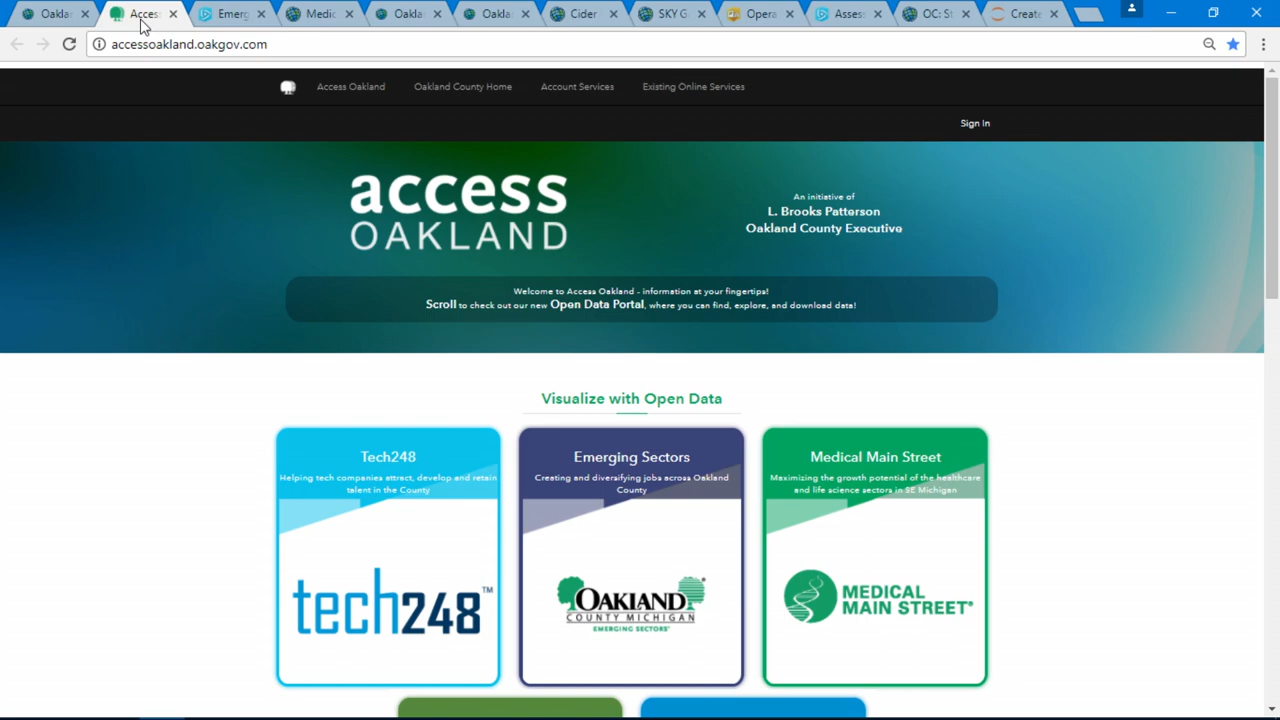 Oakla
Acces
Emerg
Medic
Oakla
Oaklan
Cider
SKY G
Opera
Assess
OC: St
Create
accessoakland.oakgov.com
Access Oakland
Oakland County Home
Account Services
Existing Online Services
Sign In
access
OAKLAND
An initiative of
L. Brooks Patterson
Oakland County Executive
Welcome to Access Oakland - information at your fingertips!
Scroll to check out our new Open Data Portal, where you can find, explore, and download data!
Visualize with Open Data
Tech248
Helping tech companies attract, develop and retain
talent in the County
tech248™
Emerging Sectors
Creating and diversifying jobs across Oakland
County
OAKLAND®
COUNTY MICHIGAN
EMERGING SECTORS®
Medical Main Street
Maximizing the growth potential of the healthcare
and life science sectors in SE Michigan
MEDICAL
MAIN STREET®